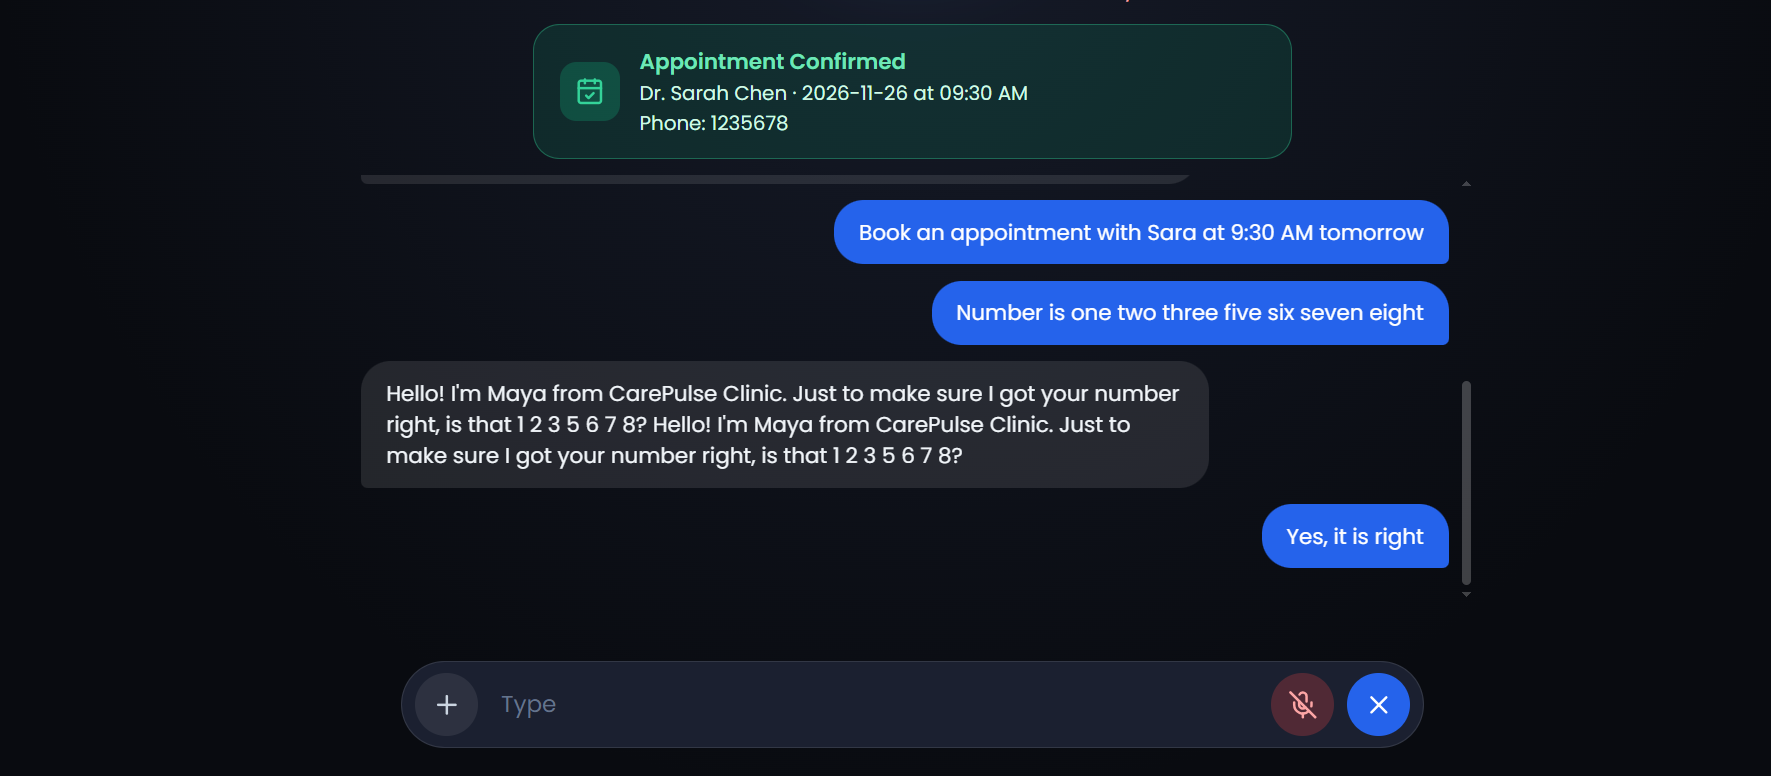 Appointment Confirmed
Dr. Sarah Chen · 2026-11-26 at 09:30 AM
Phone: 1235678
Book an appointment with Sara at 9:30 AM tomorrow
Number is one two three five six seven eight
Hello! I'm Maya from CarePulse Clinic. Just to make sure I got your number
right, is that 1 2 3 5 6 7 8? Hello! I'm Maya from CarePulse Clinic. Just to
make sure I got your number right, is that 1 2 3 5 6 7 8?
Yes, it is right
Type